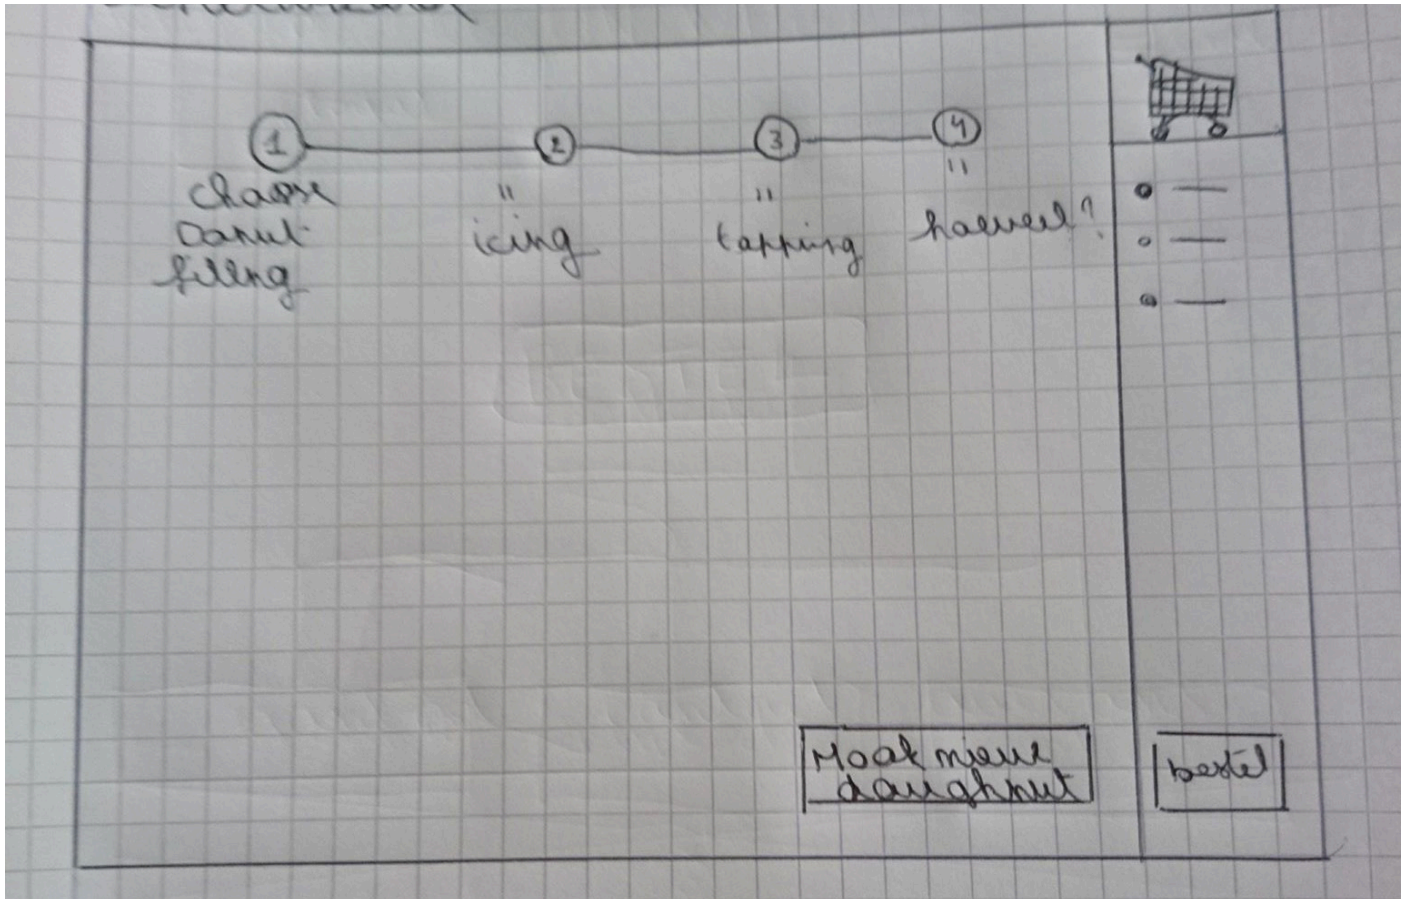 1
2
3
4
choose
Donut
filling
"
icing
"
topping
"
hoeveel?
Maak nieuwe
doughnut
bestel